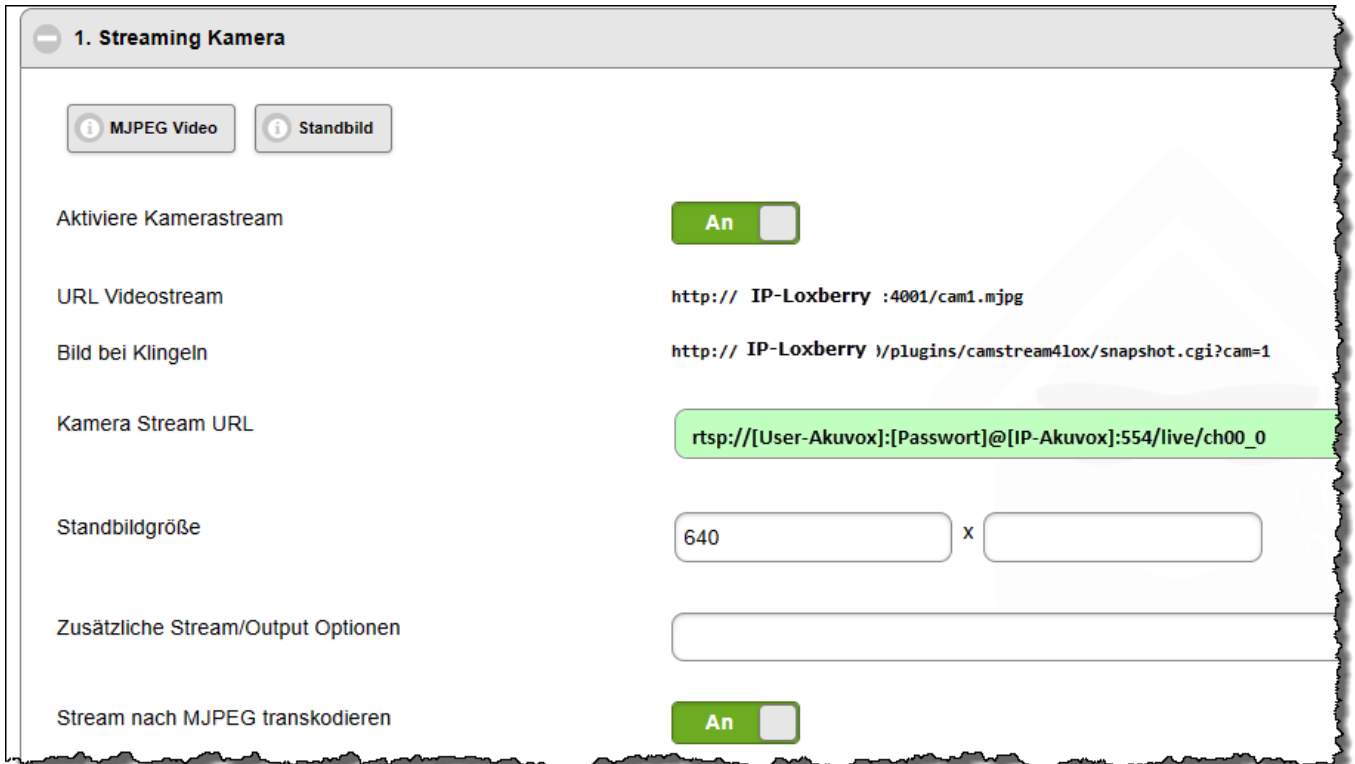 1. Streaming Kamera
MJPEG Video Standbild
Aktiviere Kamerastream An
URL Videostream http:// IP-Loxberry :4001/cam1.mjpg
Bild bei Klingeln http:// IP-Loxberry )/plugins/camstream4lox/snapshot.cgi?cam=1
Kamera Stream URL rtsp://[User-Akuvox]:[Passwort]@[IP-Akuvox]:554/live/ch00_0
Standbildgröße 640 x
Zusätzliche Stream/Output Optionen
Stream nach MJPEG transkodieren An